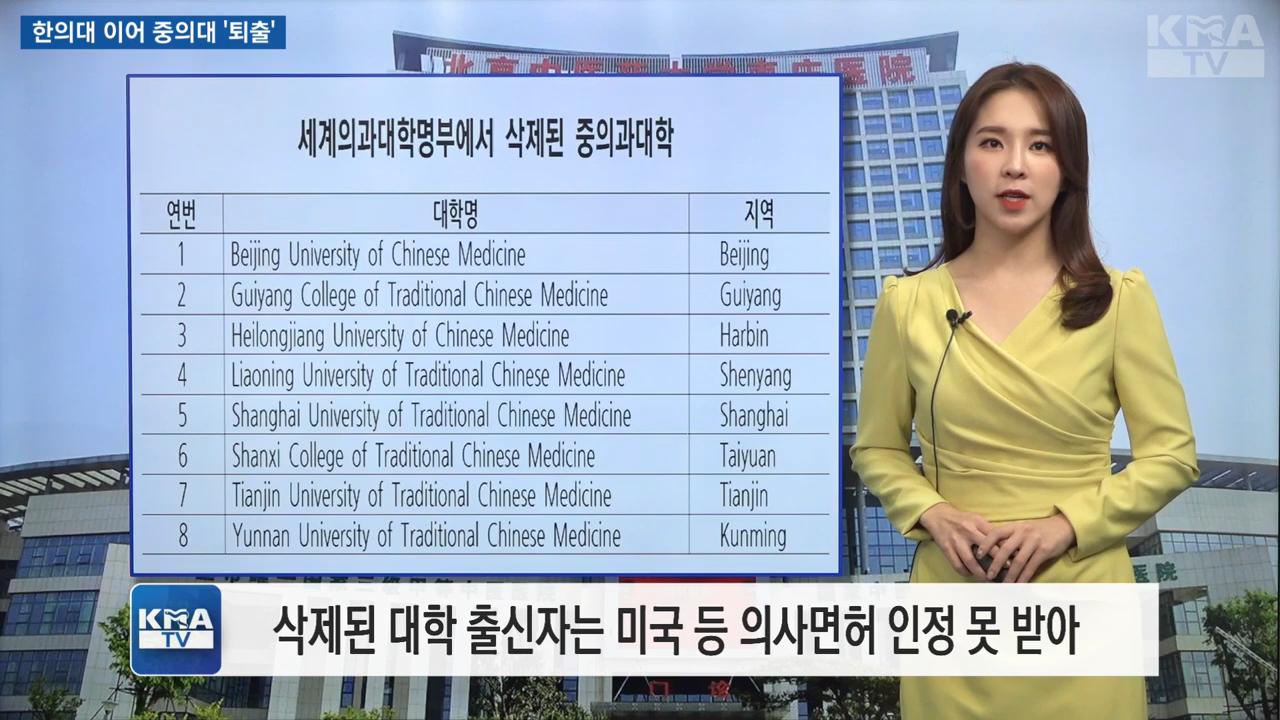 한의대 이어 중의대 '퇴출'
KMA
TV
세계의과대학명부에서 삭제된 중의과대학
연번 대학명 지역
1 Beijing University of Chinese Medicine Beijing
2 Guiyang College of Traditional Chinese Medicine Guiyang
3 Heilongjiang University of Chinese Medicine Harbin
4 Liaoning University of Traditional Chinese Medicine Shenyang
5 Shanghai University of Traditional Chinese Medicine Shanghai
6 Shanxi College of Traditional Chinese Medicine Taiyuan
7 Tianjin University of Traditional Chinese Medicine Tianjin
8 Yunnan University of Traditional Chinese Medicine Kunming
医院
KMA
TV
삭제된 대학 출신자는 미국 등 의사면허 인정 못 받아
门诊